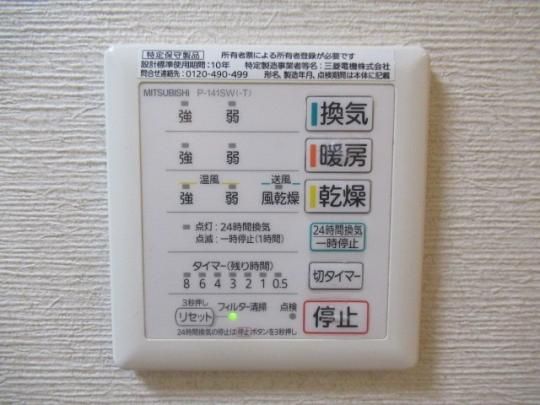 特定保守製品 所有者票による所有者登録が必要です
設計標準使用期間:10年 特定製造事業者等名:三菱電機株式会社
問合せ連絡先:0120-490-499 形名、製造年月、点検期間は本体に記載
MITSUBISHI P-141SW(-T)
強 弱 換気
強 弱 暖房
温風 送風
強 弱 風乾燥 乾燥
点灯:24時間換気
点滅:一時停止(1時間)
24時間換気
一時停止
タイマー(残り時間)
8 6 4 3 2 1 0.5
切タイマー
3秒押し
リセット フィルター清掃 点検
停止
24時間換気の停止は停止ボタンを3秒押し